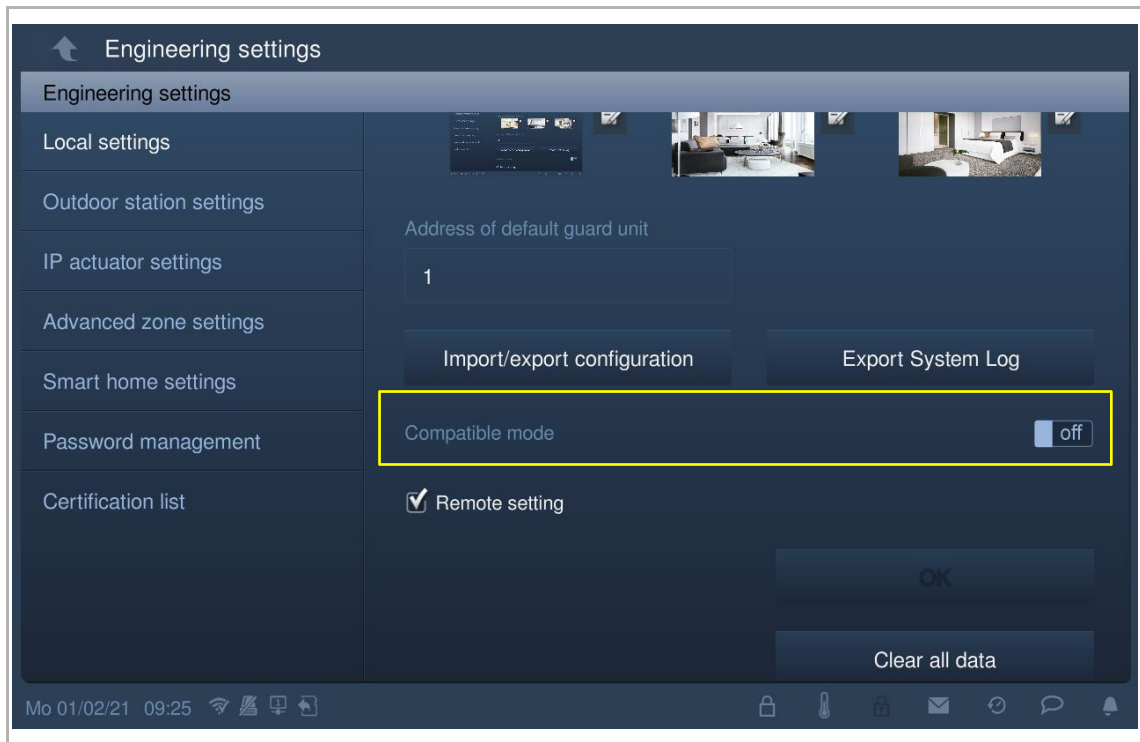 Engineering settings
Engineering settings
Local settings
Outdoor station settings
IP actuator settings
Advanced zone settings
Smart home settings
Password management
Certification list
Address of default guard unit
1
Import/export configuration
Export System Log
Compatible mode
off
Remote setting
OK
Clear all data
Mo 01/02/21 09:25